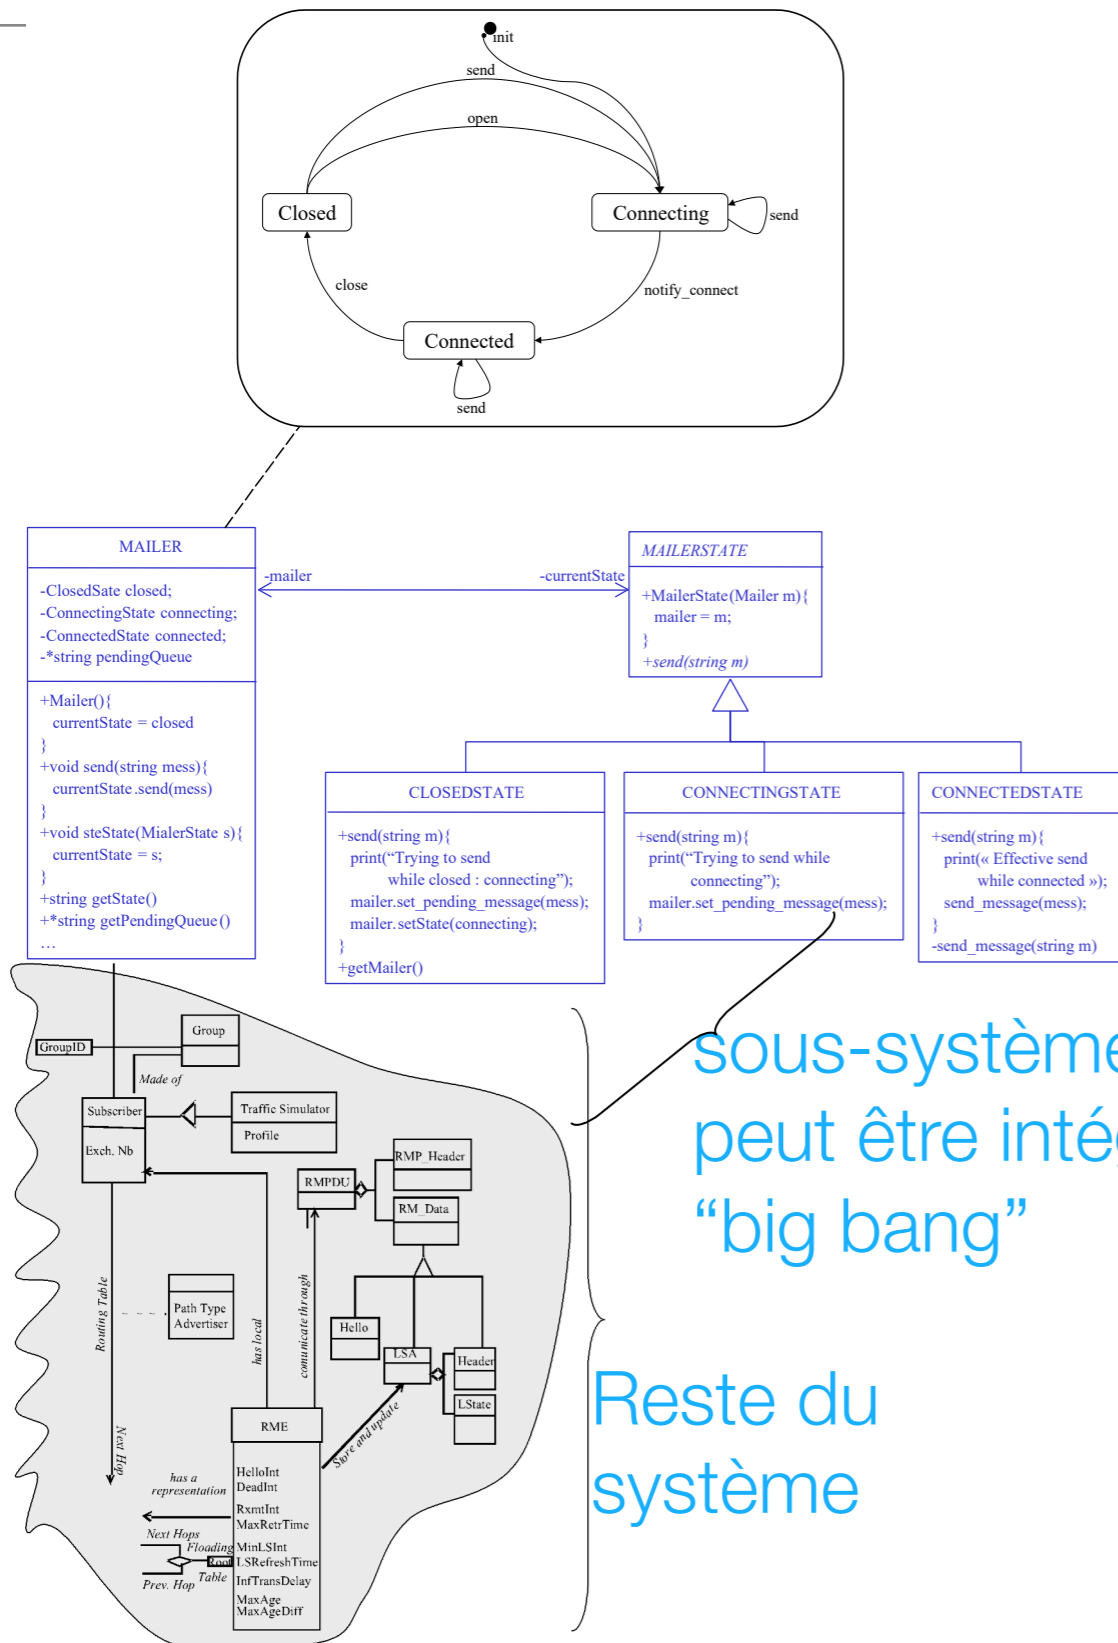 init
send
open
Closed
Connecting
send
close
notify_connect
Connected
send
MAILER
-ClosedSate closed;
-ConnectingState connecting;
-ConnectedState connected;
-*string pendingQueue
+Mailer(){
currentState = closed
}
+void send(string mess){
currentState.send(mess)
}
+void steState(MialerState s){
currentState = s;
}
+string getState()
+*string getPendingQueue()
...
-mailer
-currentState
MAILERSTATE
+MailerState(Mailer m){
mailer = m;
}
+send(string m)
CLOSEDSTATE
+send(string m){
print(“Trying to send
while closed : connecting”);
mailer.set_pending_message(mess);
mailer.setState(connecting);
}
+getMailer()
CONNECTINGSTATE
+send(string m){
print(“Trying to send while
connecting”);
mailer.set_pending_message(mess);
}
CONNECTEDSTATE
+send(string m){
print(« Effective send
while connected »);
send_message(mess);
}
-send_message(string m)
sous-système
peut être intég
“big bang”
Reste du
système
Group
GroupID
Made of
Subscriber
Exch. Nb
Traffic Simulator
Profile
RMPDU
RMP_Header
RM_Data
Routing Table
Path Type
Advertiser
has local
comunicate through
Hello
LSA
Header
LState
Store and update
Next Hop
RME
HelloInt
DeadInt
RxmtInt
MaxRetrTime
MinLSInt
LSRefreshTime
InfTransDelay
MaxAge
MaxAgeDiff
has a
representation
Next Hops
Floading
Root
Table
Prev. Hop